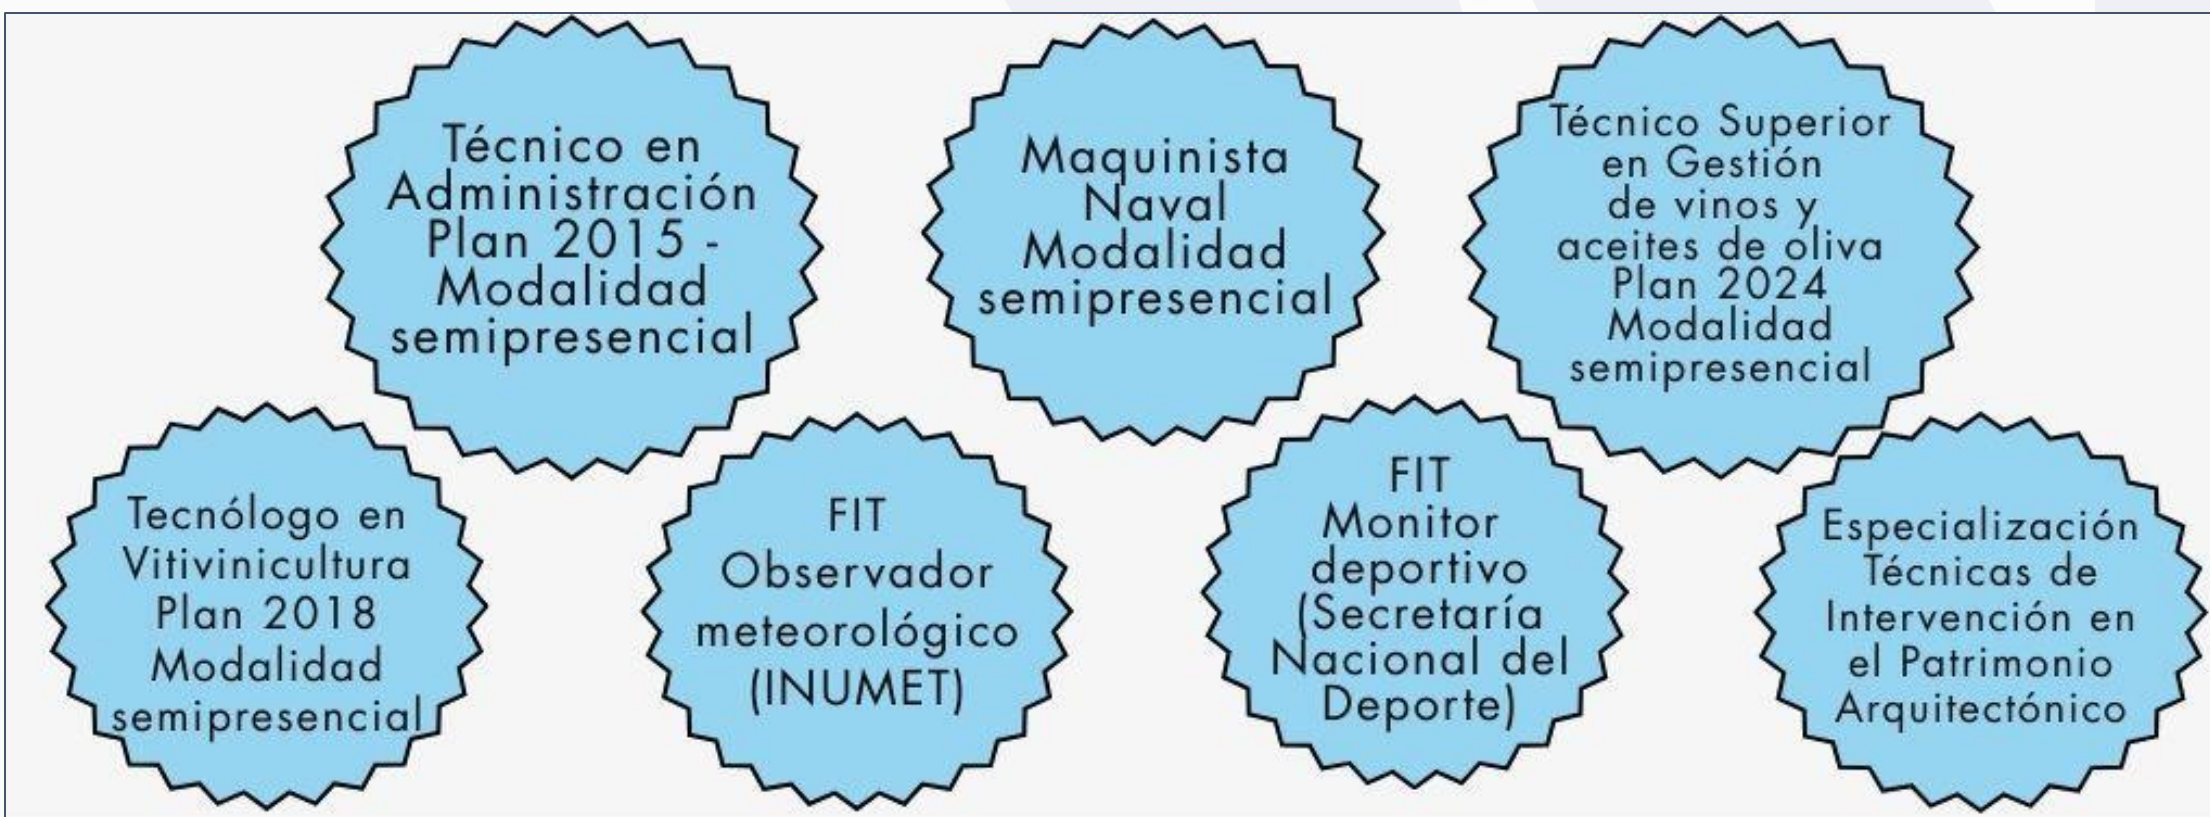 Técnico en
Administración
Plan 2015 -
Modalidad
semipresencial
Maquinista
Naval
Modalidad
semipresencial
Técnico Superior
en Gestión
de vinos y
aceites de oliva
Plan 2024
Modalidad
semipresencial
Tecnólogo en
Vitivinicultura
Plan 2018
Modalidad
semipresencial
FIT
Observador
meteorológico
(INUMET)
FIT
Monitor
deportivo
(Secretaría
Nacional del
Deporte)
Especialización
Técnicas de
Intervención en
el Patrimonio
Arquitectónico